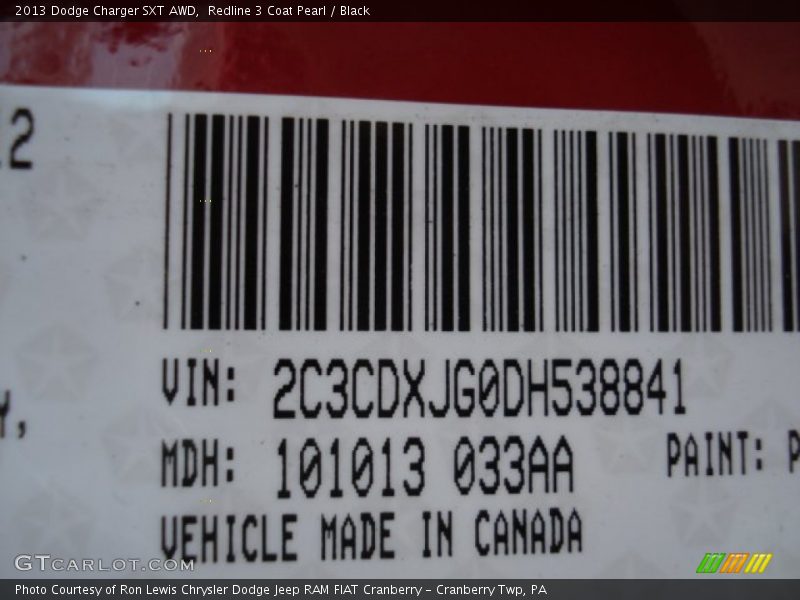 2013 Dodge Charger SXT AWD, Redline 3 Coat Pearl / Black
2
VIN: 2C3CDXJG0DH538841
Y,
MDH: 101013 033AA
PAINT: P
VEHICLE MADE IN CANADA
GTCARLOT.COM
Photo Courtesy of Ron Lewis Chrysler Dodge Jeep RAM FIAT Cranberry - Cranberry Twp, PA